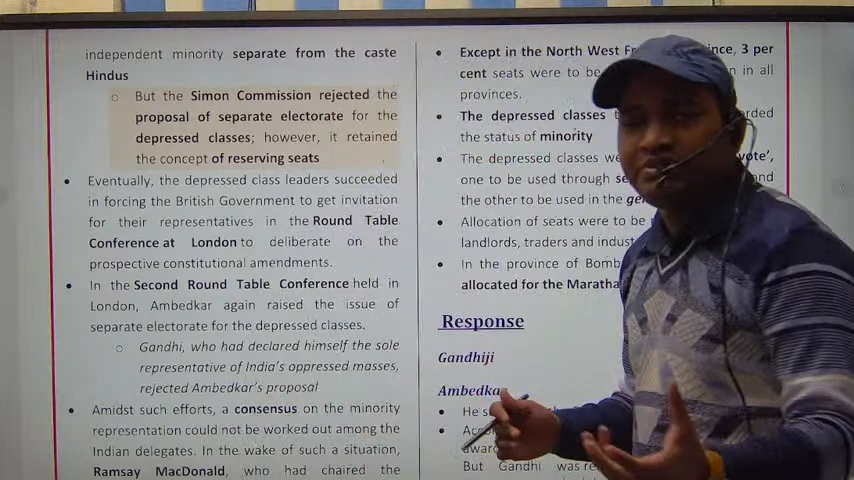 independent minority separate from the caste
Hindus
o But the Simon Commission rejected the
proposal of separate electorate for the
depressed classes; however, it retained
the concept of reserving seats
• Eventually, the depressed class leaders succeeded
in forcing the British Government to get invitation
for their representatives in the Round Table
Conference at London to deliberate on the
prospective constitutional amendments.
• In the Second Round Table Conference held in
London, Ambedkar again raised the issue of
separate electorate for the depressed classes.
o Gandhi, who had declared himself the sole
representative of India's oppressed masses,
rejected Ambedkar's proposal
• Amidst such efforts, a consensus on the minority
representation could not be worked out among the
Indian delegates. In the wake of such a situation,
Ramsay MacDonald, who had chaired the
• Except in the North West 3 per
cent seats were to be in all
provinces.
• The depressed classes
the status of minority
• The depressed classes vote',
one to be used through and
the other to be used in the
• Allocation of seats were to be
landlords, traders and
• In the province of
allocated for the
Response
Gandhiji
Ambedkar
• He
•
But Gandhi was